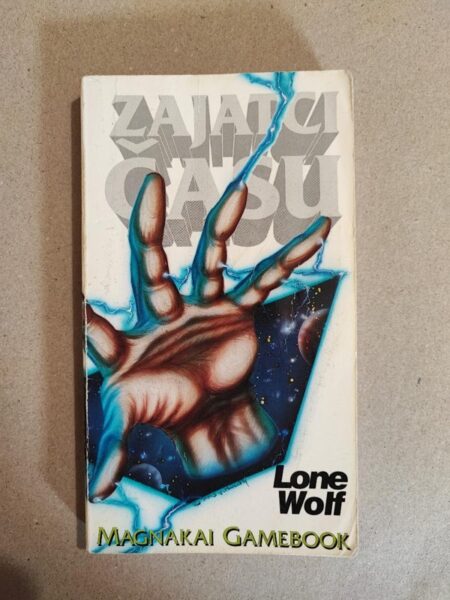 ZAJATCI
ČASU
Lone
Wolf
MAGNAKAI GAMEBOOK